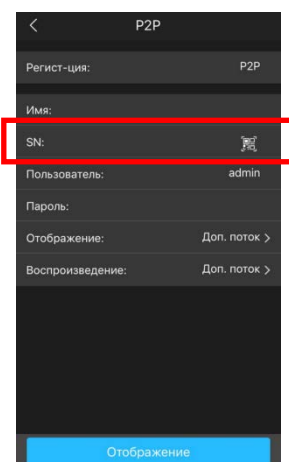 P2P
Регист-ция: P2P
Имя:
SN:
Пользователь: admin
Пароль:
Отображение: Доп. поток >
Воспроизведение: Доп. поток >
Отображение